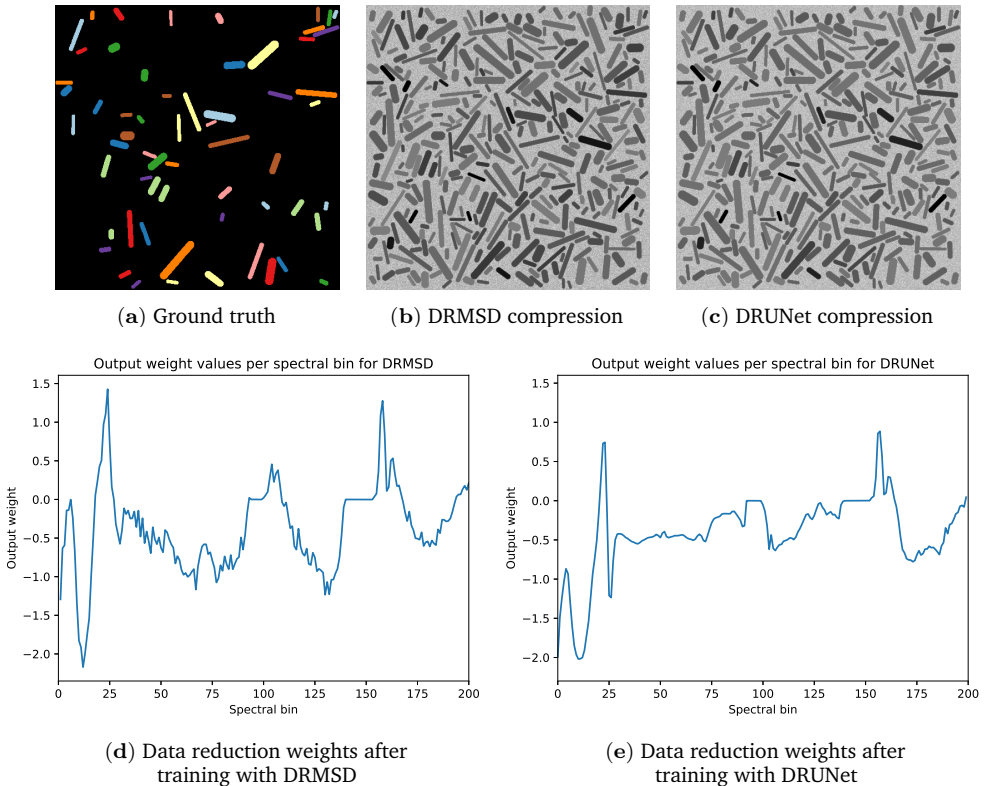 (a) Ground truth
(b) DRMSD compression
(c) DRUNet compression
Output weight values per spectral bin for DRMSD
1.5
1.0
0.5
0.0
−0.5
−1.0
−1.5
−2.0
Output weight
0 25 50 75 100 125 150 175 200
Spectral bin
Output weight values per spectral bin for DRUNet
1.5
1.0
0.5
0.0
−0.5
−1.0
−1.5
−2.0
Output weight
0 25 50 75 100 125 150 175 200
Spectral bin
(d) Data reduction weights after
training with DRMSD
(e) Data reduction weights after
training with DRUNet